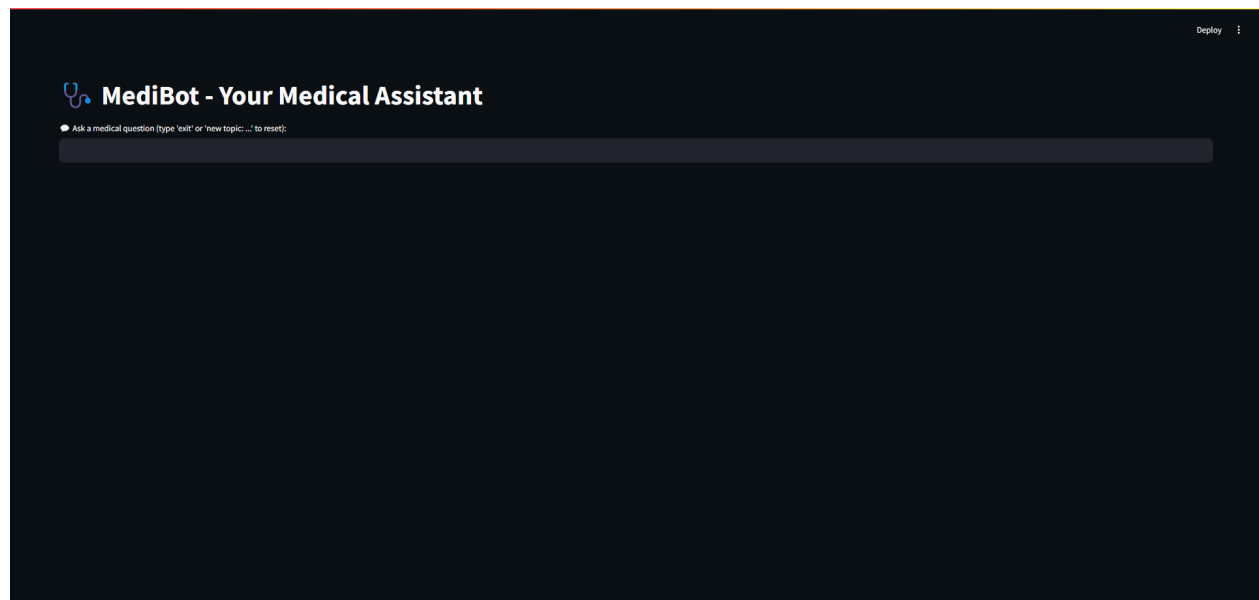 Deploy
🩺 MediBot - Your Medical Assistant
💬 Ask a medical question (type 'exit' or 'new topic: ...' to reset):